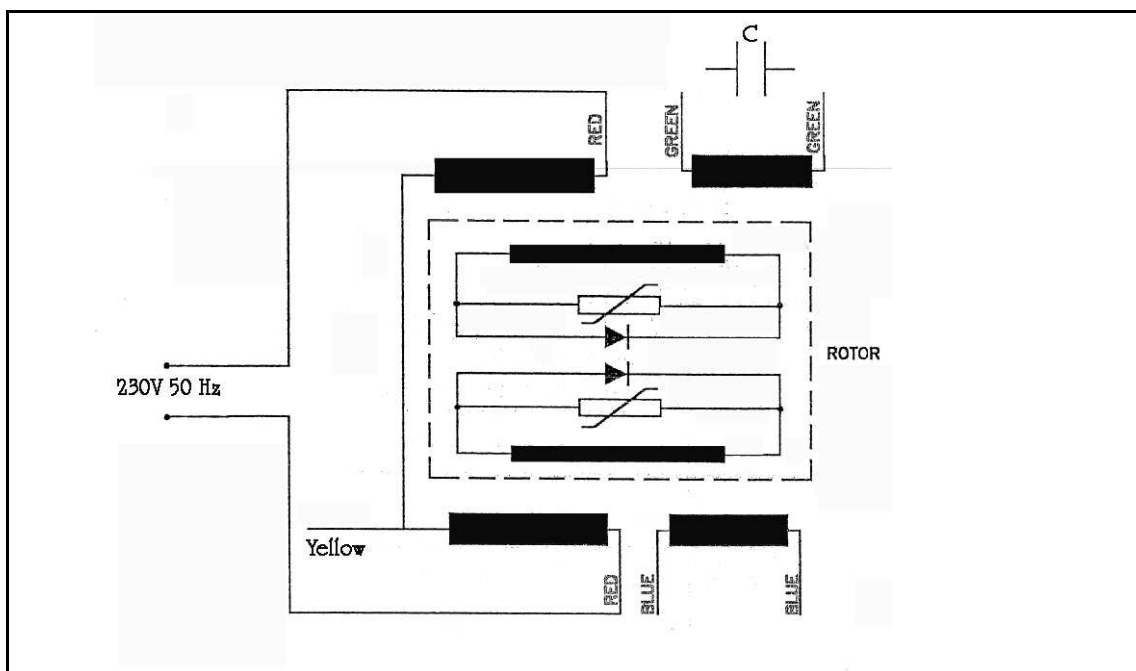 C
RED
GREEN
GREEN
ROTOR
230V 50 Hz
Yellow
RED
BLUE
BLUE